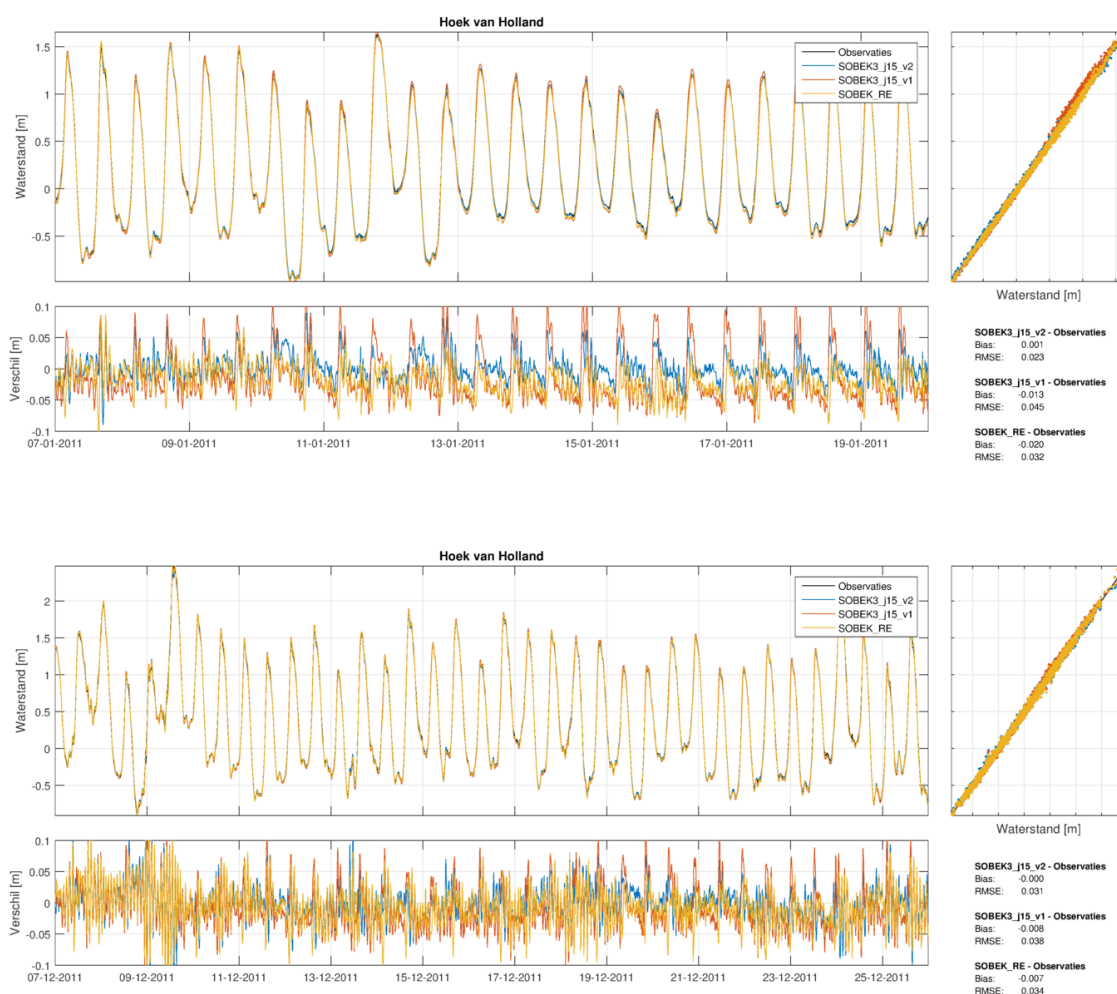 Hoek van Holland
Observaties
SOBEK3_j15_v2
SOBEK3_j15_v1
SOBEK_RE
Waterstand [m]
1.5
1
0.5
0
-0.5
Waterstand [m]
Verschil [m]
0.1
0.05
0
-0.05
-0.1
07-01-2011 09-01-2011 11-01-2011 13-01-2011 15-01-2011 17-01-2011 19-01-2011
SOBEK3_j15_v2 - Observaties
Bias: 0.001
RMSE: 0.023
SOBEK3_j15_v1 - Observaties
Bias: -0.013
RMSE: 0.045
SOBEK_RE - Observaties
Bias: -0.020
RMSE: 0.032
Hoek van Holland
Observaties
SOBEK3_j15_v2
SOBEK3_j15_v1
SOBEK_RE
Waterstand [m]
2
1.5
1
0.5
0
-0.5
Waterstand [m]
Verschil [m]
0.1
0.05
0
-0.05
-0.1
07-12-2011 09-12-2011 11-12-2011 13-12-2011 15-12-2011 17-12-2011 19-12-2011 21-12-2011 23-12-2011 25-12-2011
SOBEK3_j15_v2 - Observaties
Bias: -0.000
RMSE: 0.031
SOBEK3_j15_v1 - Observaties
Bias: -0.008
RMSE: 0.038
SOBEK_RE - Observaties
Bias: -0.007
RMSE: 0.034